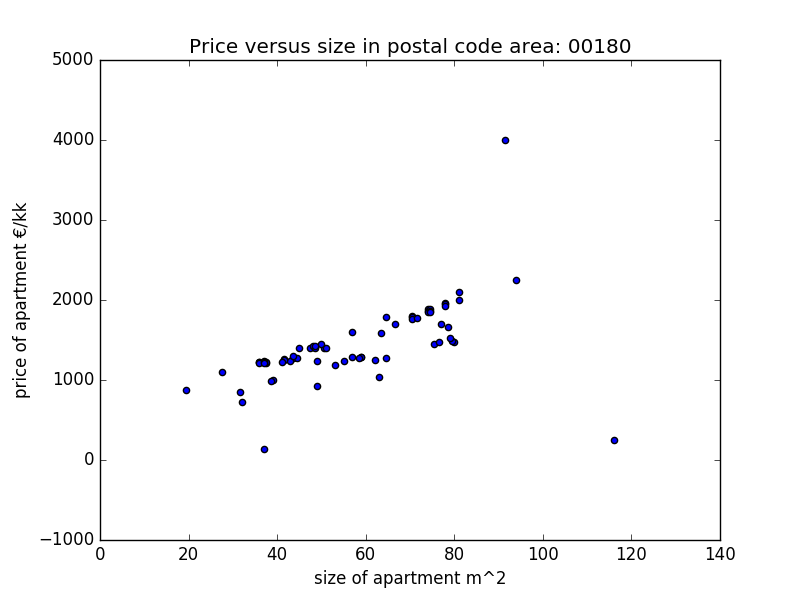 Price versus size in postal code area: 00180
5000
4000
3000
2000
1000
0
−1000
price of apartment €/kk
0 20 40 60 80 100 120 140
size of apartment m^2